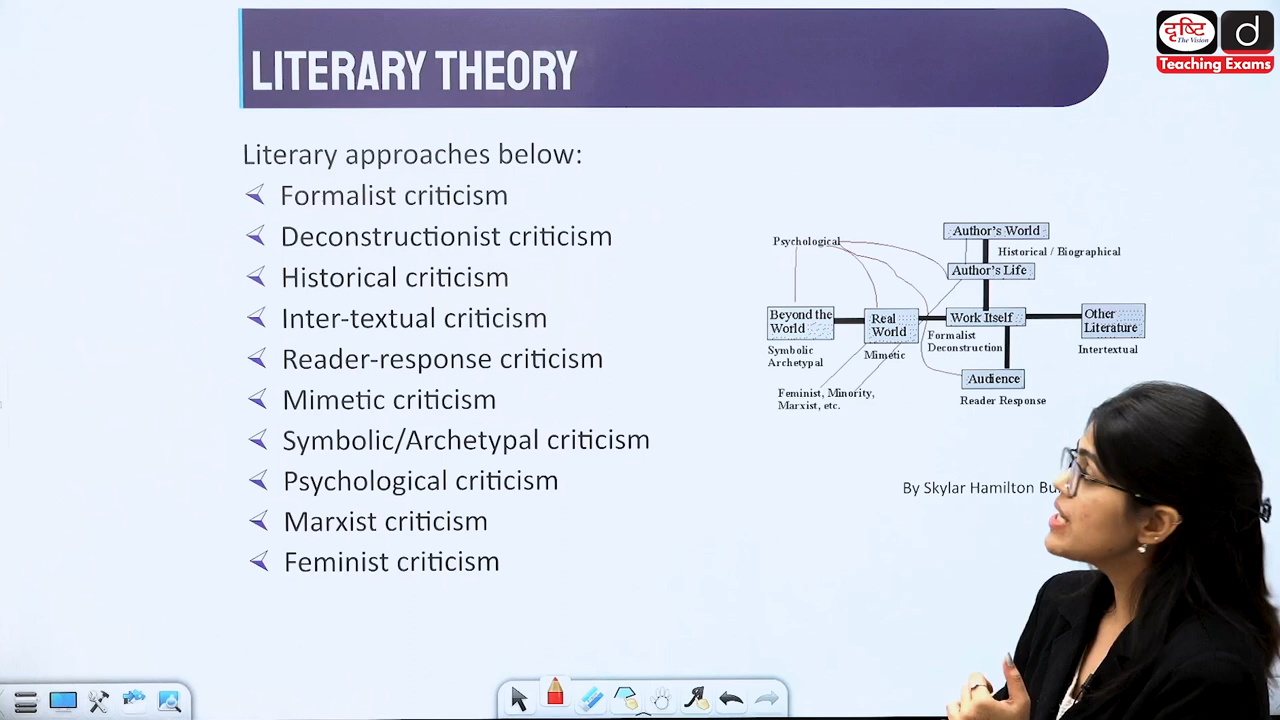 LITERARY THEORY
दृष्टि
The Vision
d
Teaching Exams
Literary approaches below:
Formalist criticism
Deconstructionist criticism
Historical criticism
Inter-textual criticism
Reader-response criticism
Mimetic criticism
Symbolic/Archetypal criticism
Psychological criticism
Marxist criticism
Feminist criticism
Author's World
Psychological
Historical / Biographical
Author's Life
Beyond the
World
Real
World
Work Itself
Other
Literature
Symbolic
Archetypal
Mimetic
Formalist
Deconstruction
Intertextual
Audience
Feminist, Minority,
Marxist, etc.
Reader Response
By Skylar Hamilton